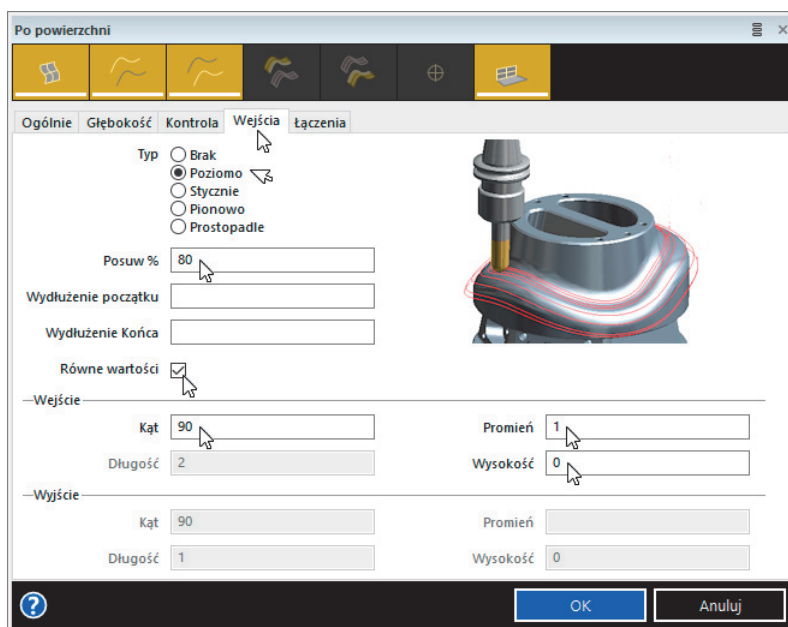 Po powierzchni
Ogólnie Głębokość Kontrola Wejścia Łączenia
Typ Brak
Poziomo
Stycznie
Pionowo
Prostopadle
Posuw % 80
Wydłużenie początku
Wydłużenie Końca
Równe wartości
Wejście
Kąt 90 Promień 1
Długość 2 Wysokość 0
Wyjście
Kąt 90 Promień
Długość 1 Wysokość 0
? OK Anuluj